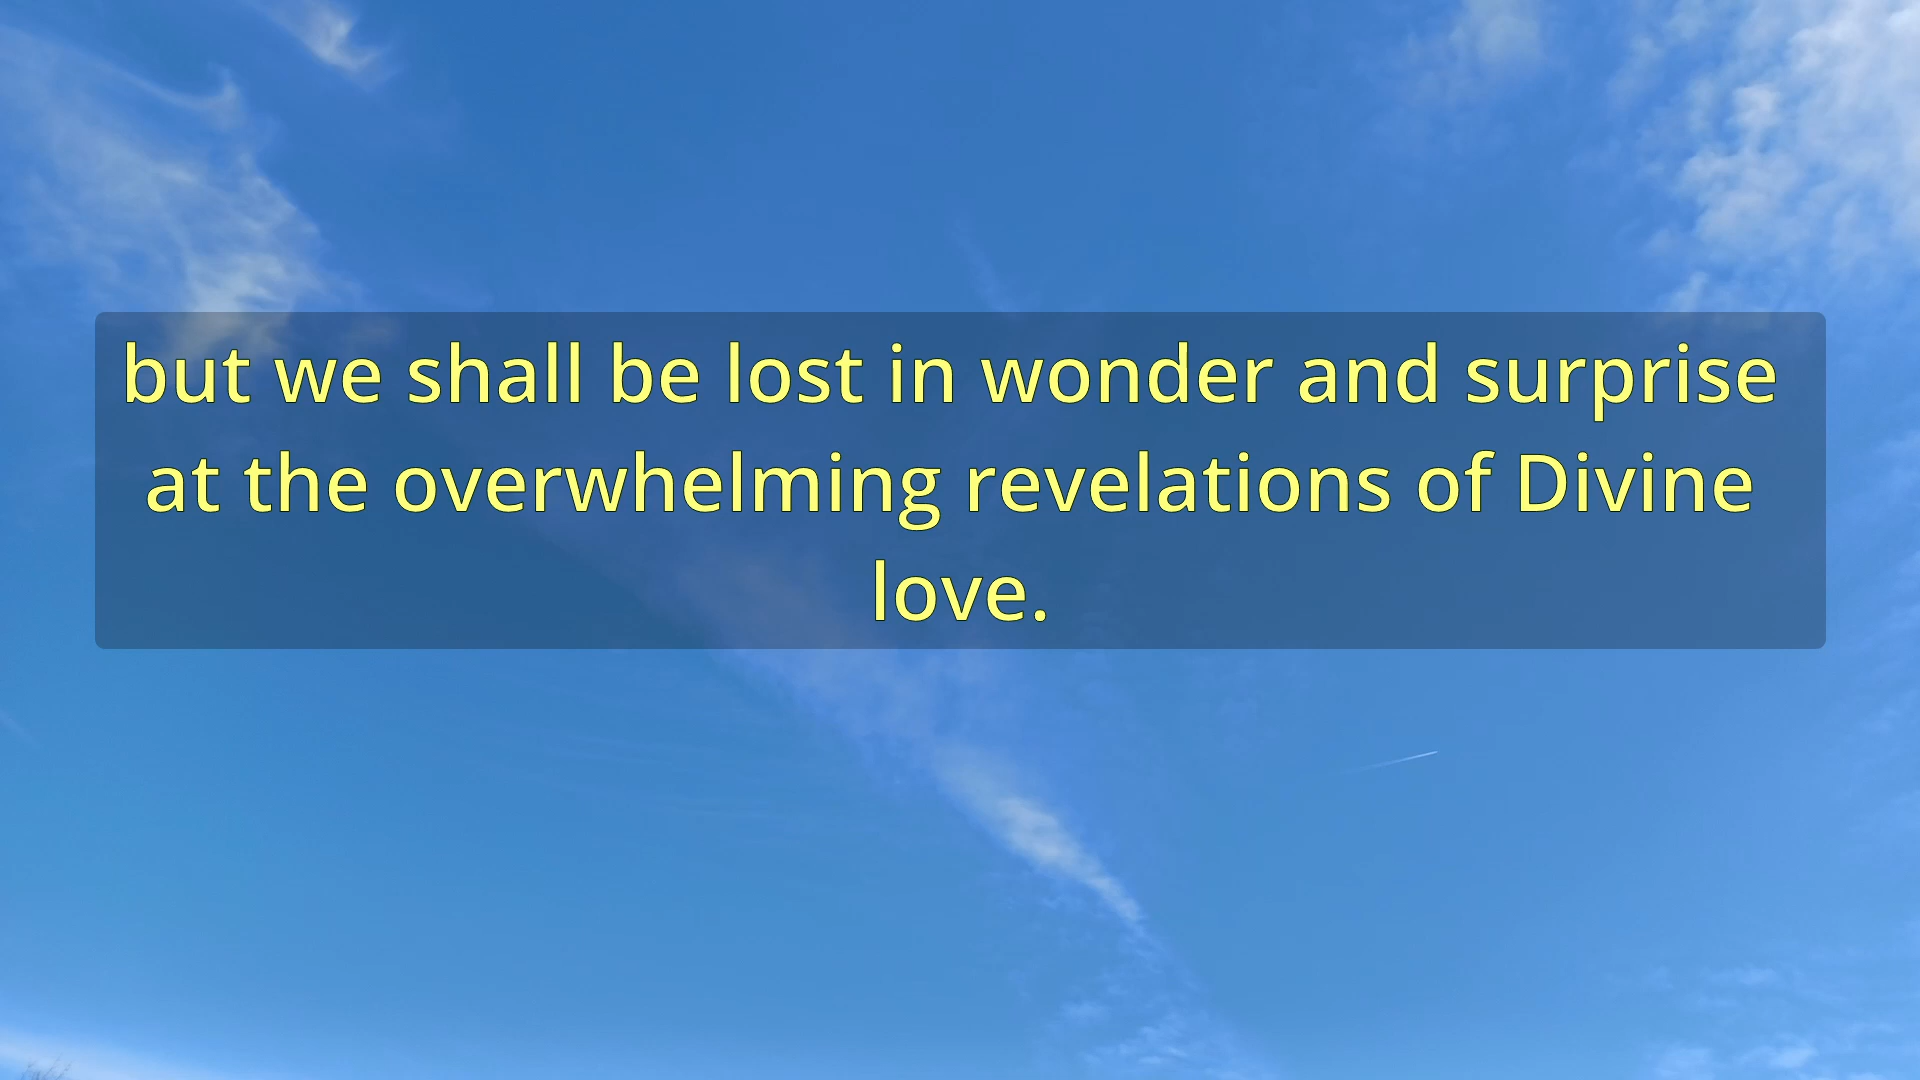 but we shall be lost in wonder and surprise
at the overwhelming revelations of Divine
love.